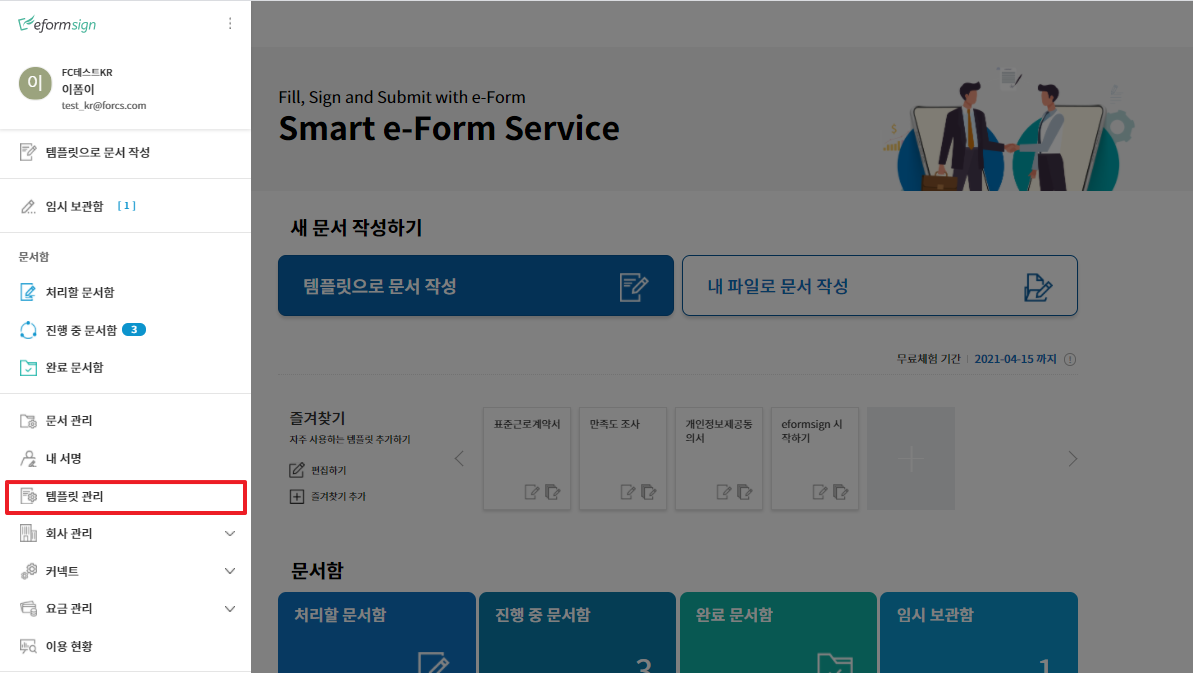 eformsign
이
FC테스트KR
이폼이
test_kr@forcs.com
템플릿으로 문서 작성
임시 보관함 [ 1 ]
문서함
처리할 문서함
진행 중 문서함 3
완료 문서함
문서 관리
내 서명
템플릿 관리
회사 관리
커넥트
요금 관리
이용 현황
Fill, Sign and Submit with e-Form
Smart e-Form Service
새 문서 작성하기
템플릿으로 문서 작성
내 파일로 문서 작성
무료체험 기간 | 2021-04-15 까지
즐겨찾기
자주 사용하는 템플릿 추가하기
편집하기
즐겨찾기 추가
표준근로계약서
만족도 조사
개인정보제공동
의서
eformsign 시
작하기
문서함
처리할 문서함
진행 중 문서함
3
완료 문서함
임시 보관함
1